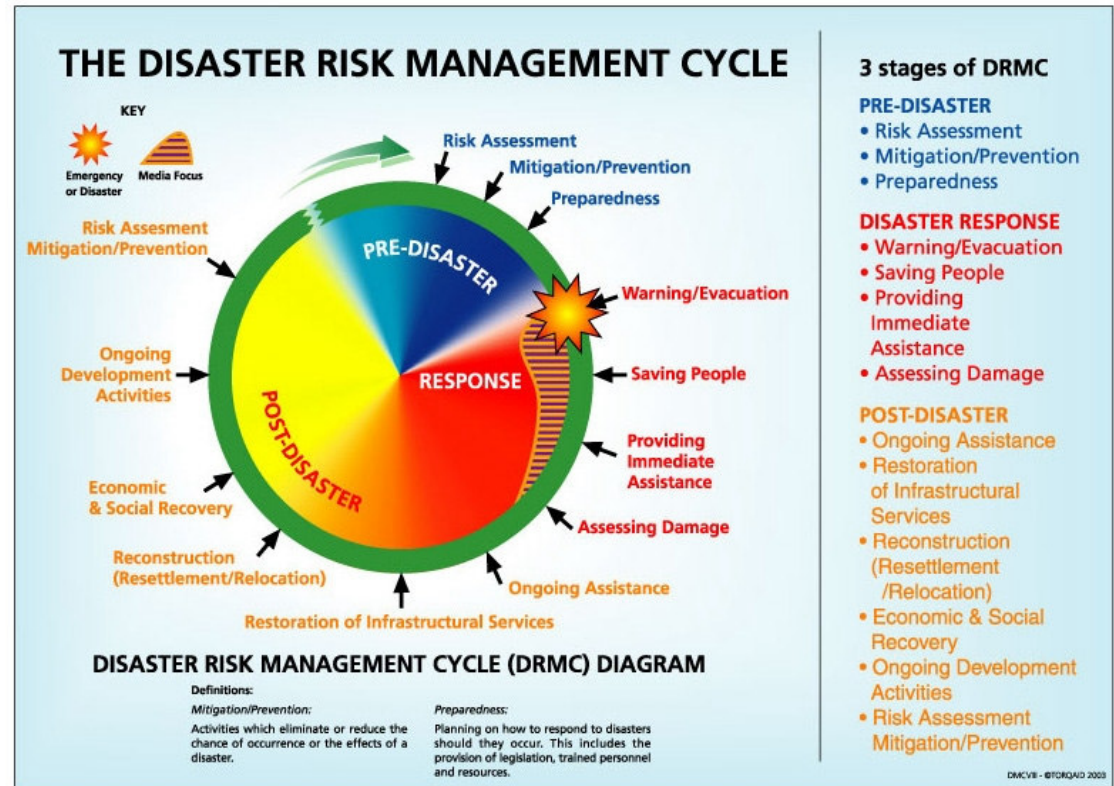 THE DISASTER RISK MANAGEMENT CYCLE
KEY
Emergency
or Disaster
Media Focus
Risk Assessment
Mitigation/Prevention
Preparedness
Warning/Evacuation
Saving People
Providing
Immediate
Assistance
Assessing Damage
Ongoing Assistance
Restoration of Infrastructural Services
Reconstruction
(Resettlement/Relocation)
Economic
& Social Recovery
Ongoing
Development
Activities
Risk Assesment
Mitigation/Prevention
PRE-DISASTER
RESPONSE
POST-DISASTER
DISASTER RISK MANAGEMENT CYCLE (DRMC) DIAGRAM
Definitions:
Mitigation/Prevention:
Activities which eliminate or reduce the
chance of occurrence or the effects of a
disaster.
Preparedness:
Planning on how to respond to disasters
should they occur. This includes the
provision of legislation, trained personnel
and resources.
3 stages of DRMC
PRE-DISASTER
• Risk Assessment
• Mitigation/Prevention
• Preparedness
DISASTER RESPONSE
• Warning/Evacuation
• Saving People
• Providing
Immediate
Assistance
• Assessing Damage
POST-DISASTER
• Ongoing Assistance
• Restoration
of Infrastructural
Services
• Reconstruction
(Resettlement
/Relocation)
• Economic & Social
Recovery
• Ongoing Development
Activities
• Risk Assessment
Mitigation/Prevention
DMCVIII - ©TORQAID 2003